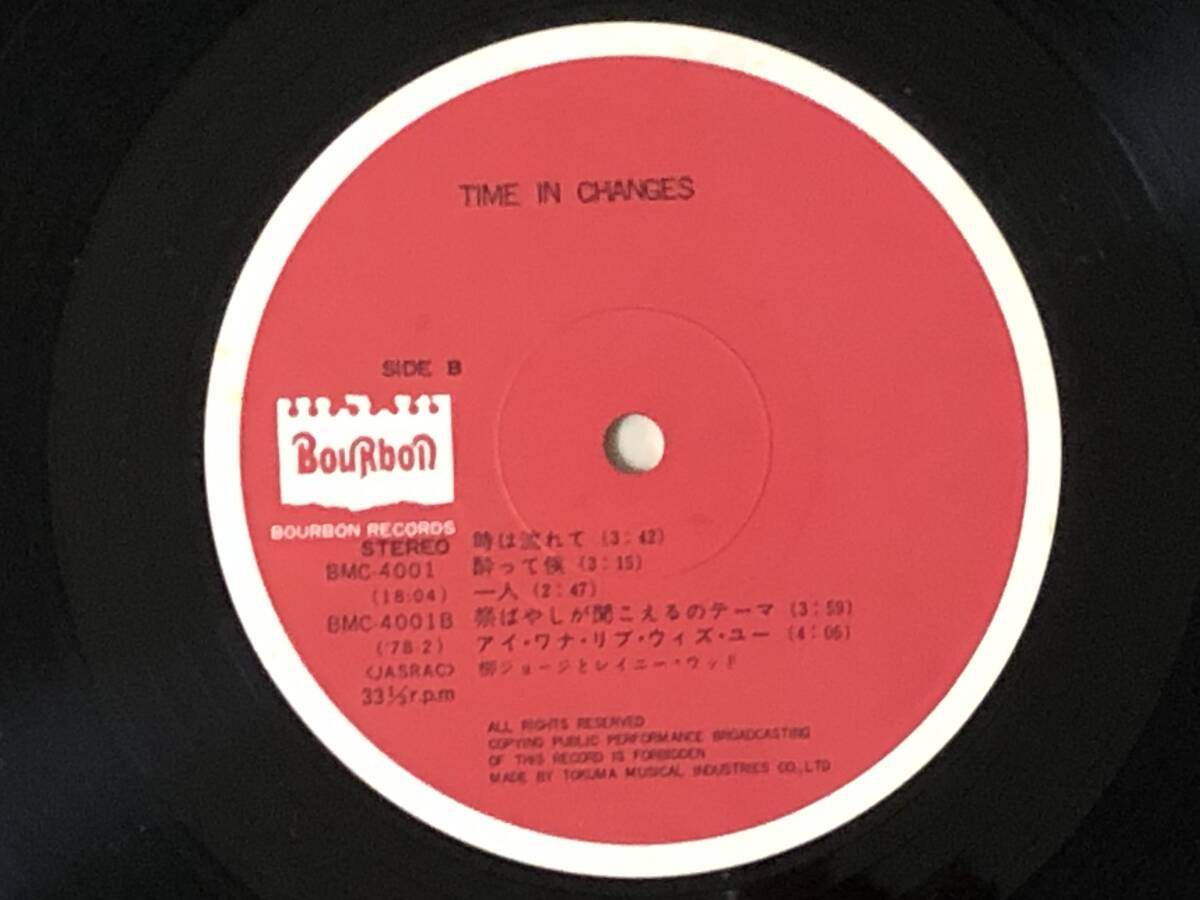 TIME IN CHANGES
SIDE B
BouRboN
BOURBON RECORDS
STEREO
BMC-4001
(18:04)
BMC-4001B
('78.2)
<JASRAC>
33⅓r.p.m
時は流れて (3:42)
酔って候 (3:15)
一人 (2:47)
祭ばやしが聞こえるのテーマ (3:59)
アイ・ワナ・リブ・ウィズ・ユー (4:06)
柳ジョージとレイニー・ウッド
ALL RIGHTS RESERVED
COPYING PUBLIC PERFORMANCE BROADCASTING
OF THIS RECORD IS FORBIDDEN
MADE BY TOKUMA MUSICAL INDUSTRIES CO.,LTD